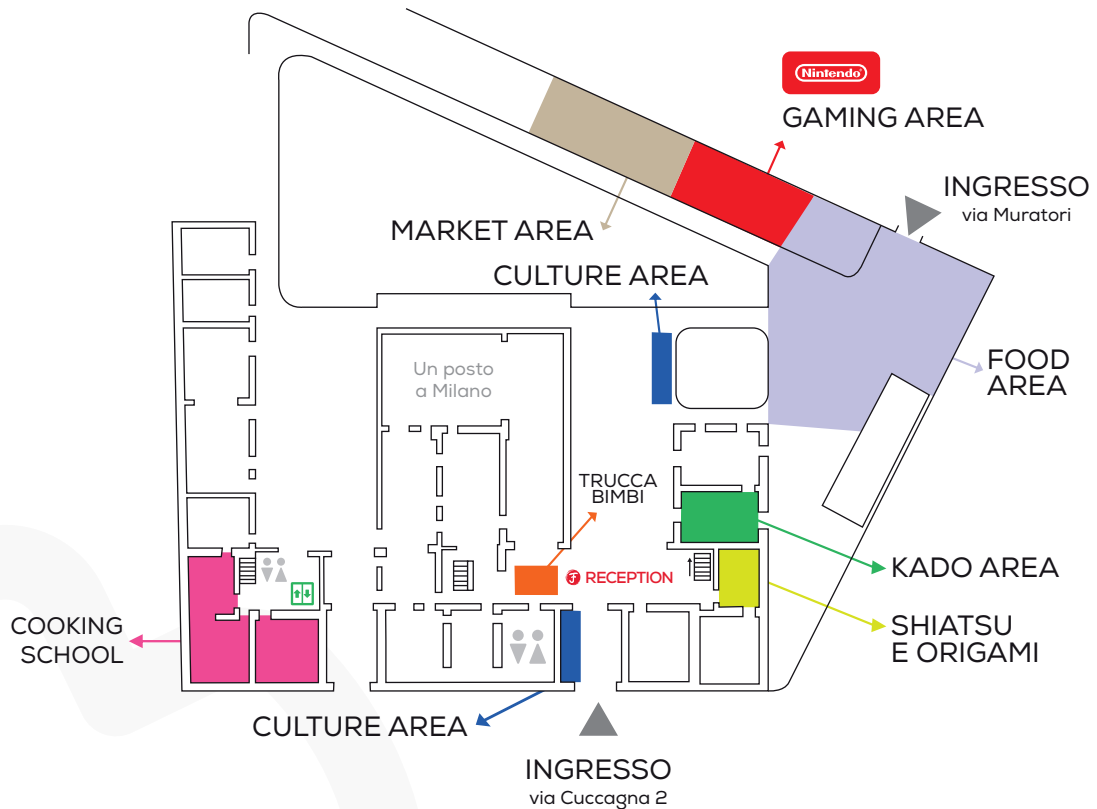 Nintendo
GAMING AREA
INGRESSO
via Muratori
MARKET AREA
CULTURE AREA
Un posto
a Milano
FOOD
AREA
TRUCCA
BIMBI
RECEPTION
KADO AREA
COOKING
SCHOOL
SHIATSU
E ORIGAMI
CULTURE AREA
INGRESSO
via Cuccagna 2